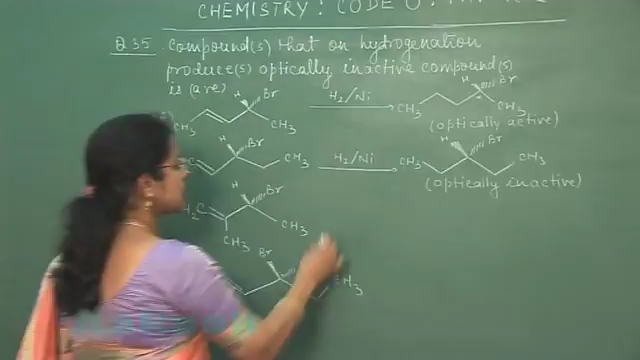 CHEMISTRY: CODE 0:
Q 35. Compound(s) that on hydrogenation
produce(s) optically inactive compound(s)
is (are)
H Br H2/Ni H Br
CH3 CH3 CH3 CH3
(optically active)
H Br H2/Ni H Br
CH3 CH3 CH3
(optically inactive)
H Br
H2C CH3
CH3
Br
CH3